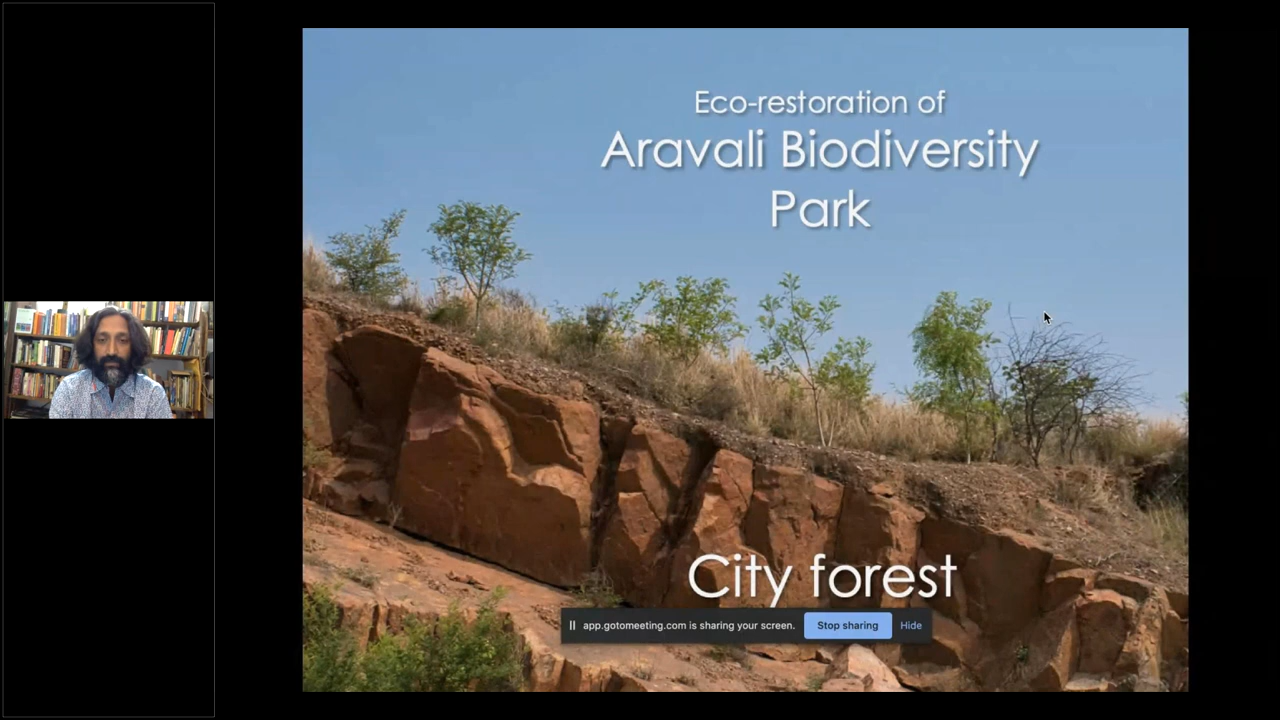 Eco-restoration of
Aravali Biodiversity
Park
City forest
app.gotomeeting.com is sharing your screen. Stop sharing Hide